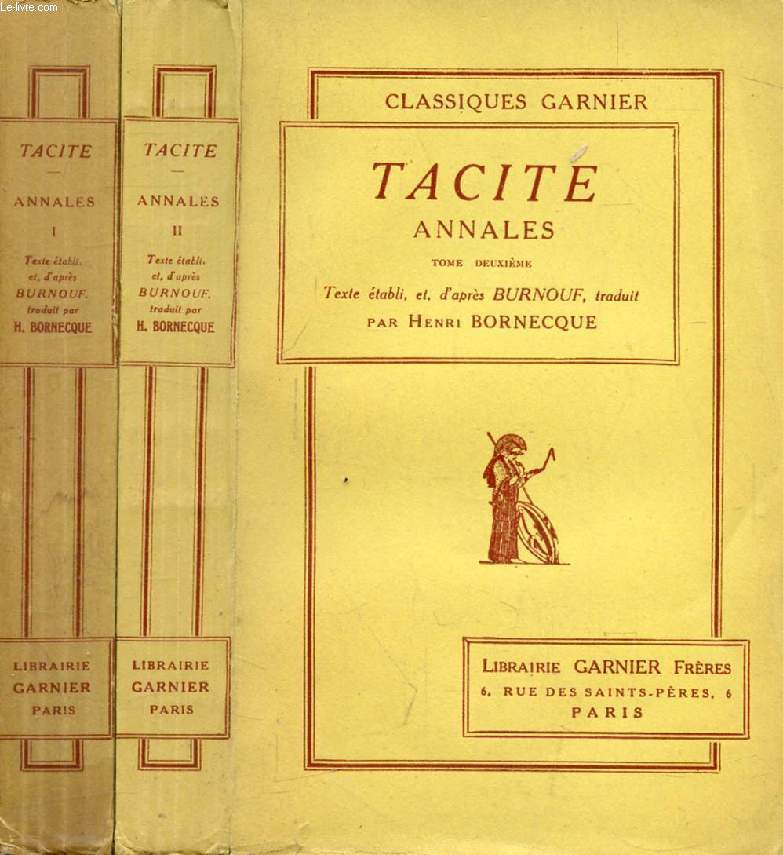 Le-livre.com
TACITE
—
ANNALES
I
Texte établi,
et, d'après
BURNOUF,
traduit par
H. BORNECQUE
LIBRAIRIE
GARNIER
PARIS
TACITE
—
ANNALES
II
Texte établi,
et, d'après
BURNOUF,
traduit par
H. BORNECQUE
LIBRAIRIE
GARNIER
PARIS
CLASSIQUES GARNIER
TACITE
ANNALES
TOME DEUXIÈME
Texte établi, et, d'après BURNOUF, traduit
PAR HENRI BORNECQUE
LIBRAIRIE GARNIER FRÈRES
6, RUE DES SAINTS-PÈRES, 6
PARIS